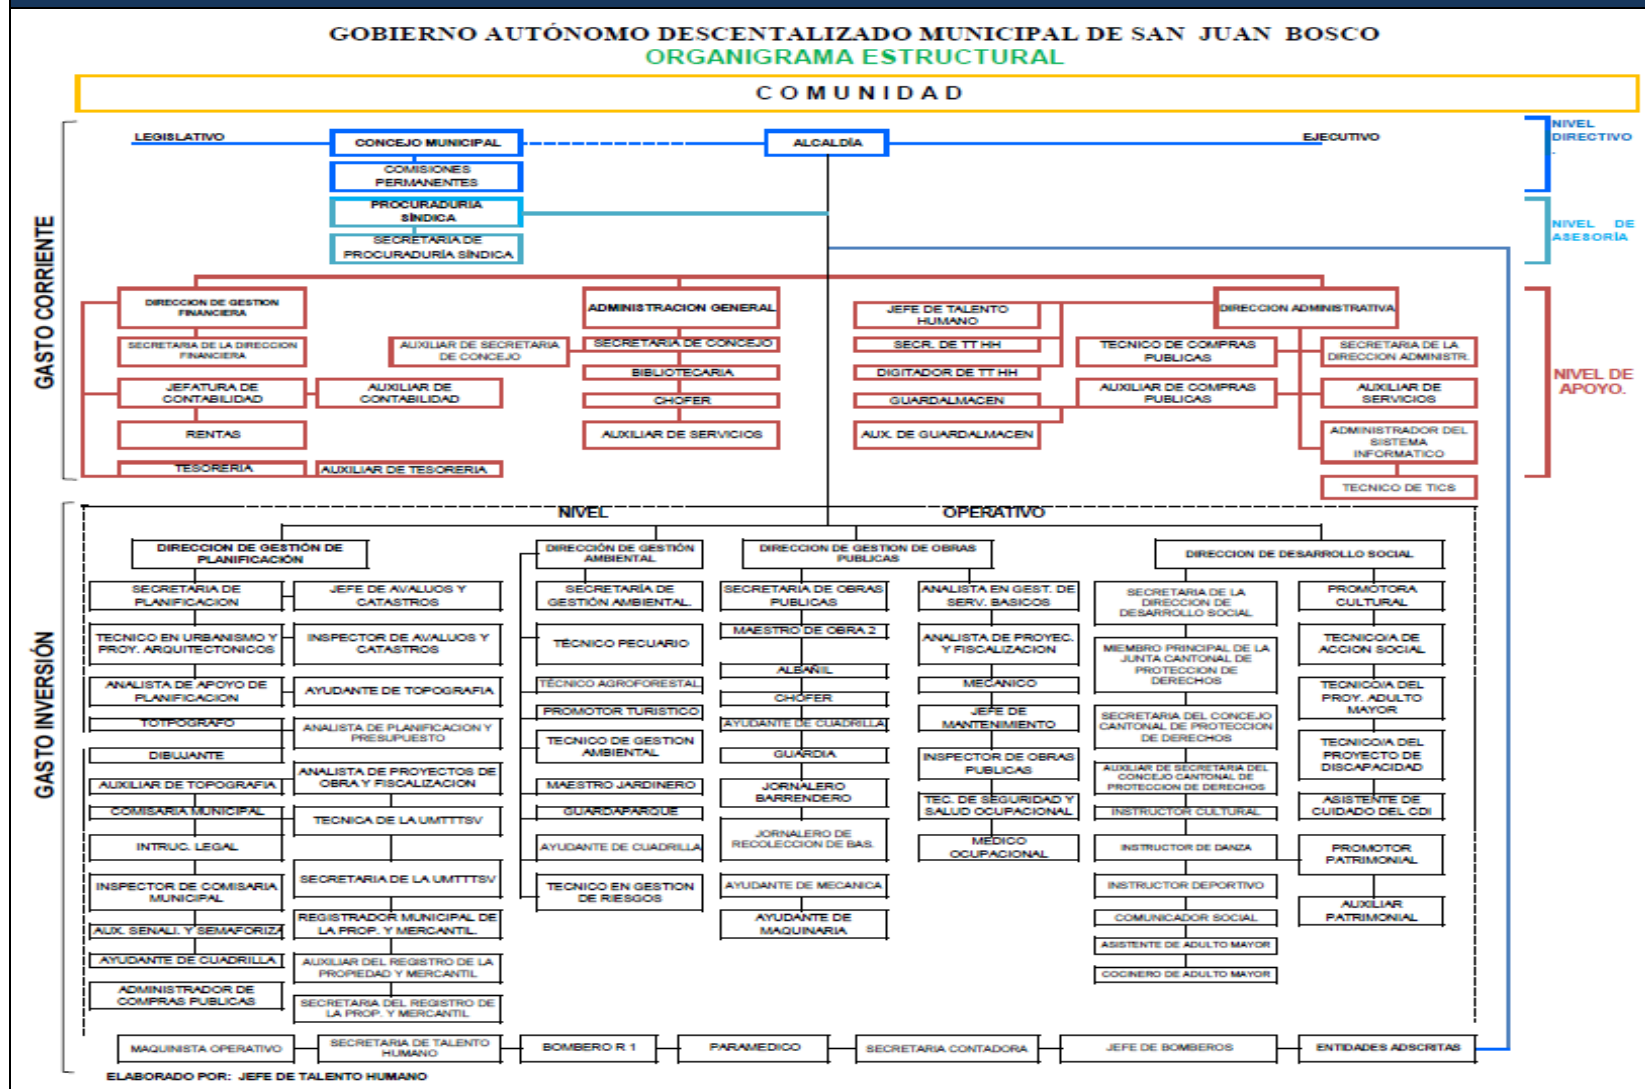 GOBIERNO AUTÓNOMO DESCENTALIZADO MUNICIPAL DE SAN JUAN BOSCO
ORGANIGRAMA ESTRUCTURAL
COMUNIDAD
LEGISLATIVO
CONCEJO MUNICIPAL
ALCALDÍA
EJECUTIVO
NIVEL
DIRECTIVO
.
COMISIONES
PERMANENTES
PROCURADURIA
SÍNDICA
SECRETARIA DE
PROCURADURÍA SÍNDICA
NIVEL DE
ASESORÍA
GASTO CORRIENTE
DIRECCION DE GESTION
FINANCIERA
SECRETARIA DE LA DIRECCION
FINANCIERA
JEFATURA DE
CONTABILIDAD
AUXILIAR DE
CONTABILIDAD
RENTAS
TESORERIA
AUXILIAR DE TESORERIA
ADMINISTRACION GENERAL
AUXILIAR DE SECRETARIA
DE CONCEJO
SECRETARIA DE CONCEJO
BIBLIOTECARIA
CHOFER
AUXILIAR DE SERVICIOS
DIRECCION ADMINISTRATIVA
JEFE DE TALENTO
HUMANO
SECR. DE TT HH
DIGITADOR DE TT HH
GUARDALMACEN
AUX. DE GUARDALMACEN
TECNICO DE COMPRAS
PUBLICAS
AUXILIAR DE COMPRAS
PUBLICAS
SECRETARIA DE LA
DIRECCION ADMINISTR.
AUXILIAR DE
SERVICIOS
ADMINISTRADOR DEL
SISTEMA
INFORMATICO
TECNICO DE TICS
NIVEL DE
APOYO.
GASTO INVERSIÓN
NIVEL OPERATIVO
DIRECCION DE GESTIÓN DE
PLANIFICACIÓN
SECRETARIA DE
PLANIFICACION
TECNICO EN URBANISMO Y
PROY. ARQUITECTONICOS
ANALISTA DE APOYO DE
PLANIFICACION
TOTPOGRAFO
DIBUJANTE
AUXILIAR DE TOPOGRAFIA
COMISARIA MUNICIPAL
INTRUC. LEGAL
INSPECTOR DE COMISARIA
MUNICIPAL
AUX. SENALI. Y SEMAFORIZA
AYUDANTE DE CUADRILLA
ADMINISTRADOR DE
COMPRAS PUBLICAS
JEFE DE AVALUOS Y
CATASTROS
INSPECTOR DE AVALUOS Y
CATASTROS
AYUDANTE DE TOPOGRAFIA
ANALISTA DE PLANIFICACION Y
PRESUPUESTO
ANALISTA DE PROYECTOS DE
OBRA Y FISCALIZACION
TECNICA DE LA UMTTTSV
SECRETARIA DE LA UMTTTSV
REGISTRADOR MUNICIPAL DE
LA PROP. Y MERCANTIL.
AUXILIAR DEL REGISTRO DE LA
PROPIEDAD Y MERCANTIL
SECRETARIA DEL REGISTRO DE
LA PROP. Y MERCANTIL
DIRECCIÓN DE GESTIÓN
AMBIENTAL
SECRETARÍA DE
GESTIÓN AMBIENTAL.
TÉCNICO PECUARIO
TÉCNICO AGROFORESTAL
PROMOTOR TURISTICO
TECNICO DE GESTION
AMBIENTAL
MAESTRO JARDINERO
GUARDAPARQUE
AYUDANTE DE CUADRILLA
TECNICO EN GESTION
DE RIESGOS
DIRECCION DE GESTION DE OBRAS
PUBLICAS
SECRETARIA DE OBRAS
PUBLICAS
MAESTRO DE OBRA 2
ALBAÑIL
CHOFER
AYUDANTE DE CUADRILLA
GUARDIA
JORNALERO
BARRENDERO
JORNALERO DE
RECOLECCION DE BAS.
AYUDANTE DE MECANICA
AYUDANTE DE
MAQUINARIA
ANALISTA EN GEST. DE
SERV. BASICOS
ANALISTA DE PROYEC.
Y FISCALIZACION
MECANICO
JEFE DE
MANTENIMIENTO
INSPECTOR DE OBRAS
PUBLICAS
TEC. DE SEGURIDAD Y
SALUD OCUPACIONAL
MEDICO
OCUPACIONAL
DIRECCION DE DESARROLLO SOCIAL
SECRETARIA DE LA
DIRECCION DE
DESARROLLO SOCIAL
MIEMBRO PRINCIPAL DE LA
JUNTA CANTONAL DE
PROTECCION DE
DERECHOS
SECRETARIA DEL CONCEJO
CANTONAL DE PROTECCION
DE DERECHOS
AUXILIAR DE SECRETARIA DEL
CONCEJO CANTONAL DE
PROTECCION DE DERECHOS
INSTRUCTOR CULTURAL
INSTRUCTOR DE DANZA
INSTRUCTOR DEPORTIVO
COMUNICADOR SOCIAL
ASISTENTE DE ADULTO MAYOR
COCINERO DE ADULTO MAYOR
PROMOTORA
CULTURAL
TECNICO/A DE
ACCION SOCIAL
TECNICO/A DEL
PROY. ADULTO
MAYOR
TECNICO/A DEL
PROYECTO DE
DISCAPACIDAD
ASISTENTE DE
CUIDADO DEL CDI
PROMOTOR
PATRIMONIAL
AUXILIAR
PATRIMONIAL
MAQUINISTA OPERATIVO
SECRETARIA DE TALENTO
HUMANO
BOMBERO R 1
PARAMEDICO
SECRETARIA CONTADORA
JEFE DE BOMBEROS
ENTIDADES ADSCRITAS
ELABORADO POR: JEFE DE TALENTO HUMANO